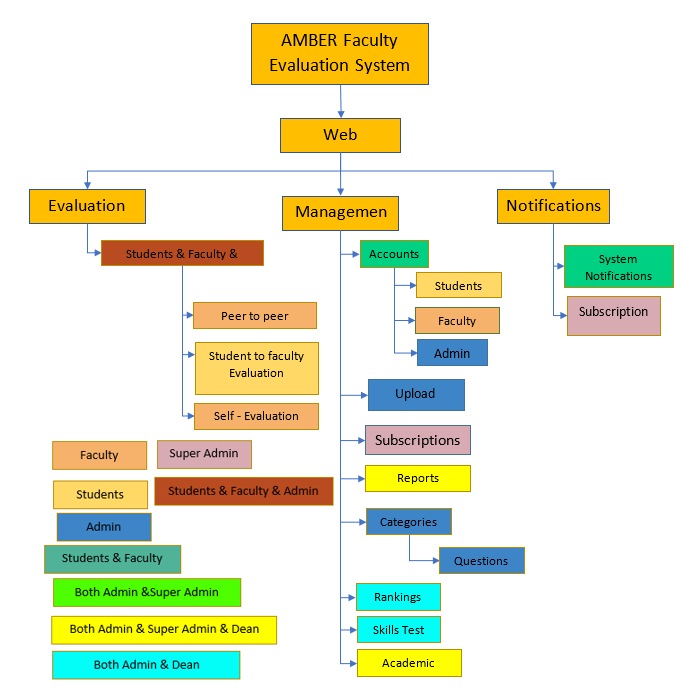 AMBER Faculty
Evaluation System
Web
Evaluation
Managemen
Notifications
Students & Faculty &
Peer to peer
Student to faculty
Evaluation
Self - Evaluation
Accounts
Students
Faculty
Admin
Upload
Subscriptions
Reports
Categories
Questions
Rankings
Skills Test
Academic
System
Notifications
Subscription
Faculty
Super Admin
Students
Students & Faculty & Admin
Admin
Students & Faculty
Both Admin &Super Admin
Both Admin & Super Admin & Dean
Both Admin & Dean